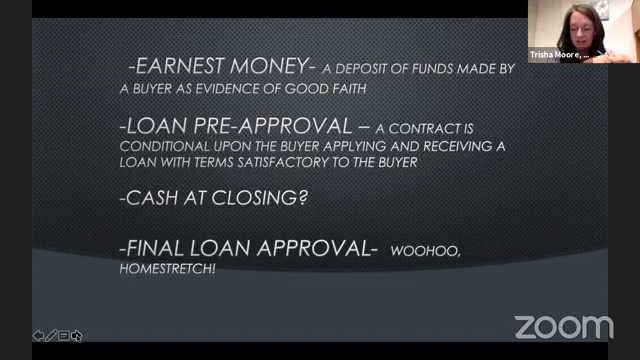 Trisha Moore, ...
-EARNEST MONEY- A DEPOSIT OF FUNDS MADE BY
A BUYER AS EVIDENCE OF GOOD FAITH
-LOAN PRE-APPROVAL – A CONTRACT IS
CONDITIONAL UPON THE BUYER APPLYING AND RECEIVING A
LOAN WITH TERMS SATISFACTORY TO THE BUYER
-CASH AT CLOSING?
-FINAL LOAN APPROVAL- WOOHOO,
HOMESTRETCH!
zoom